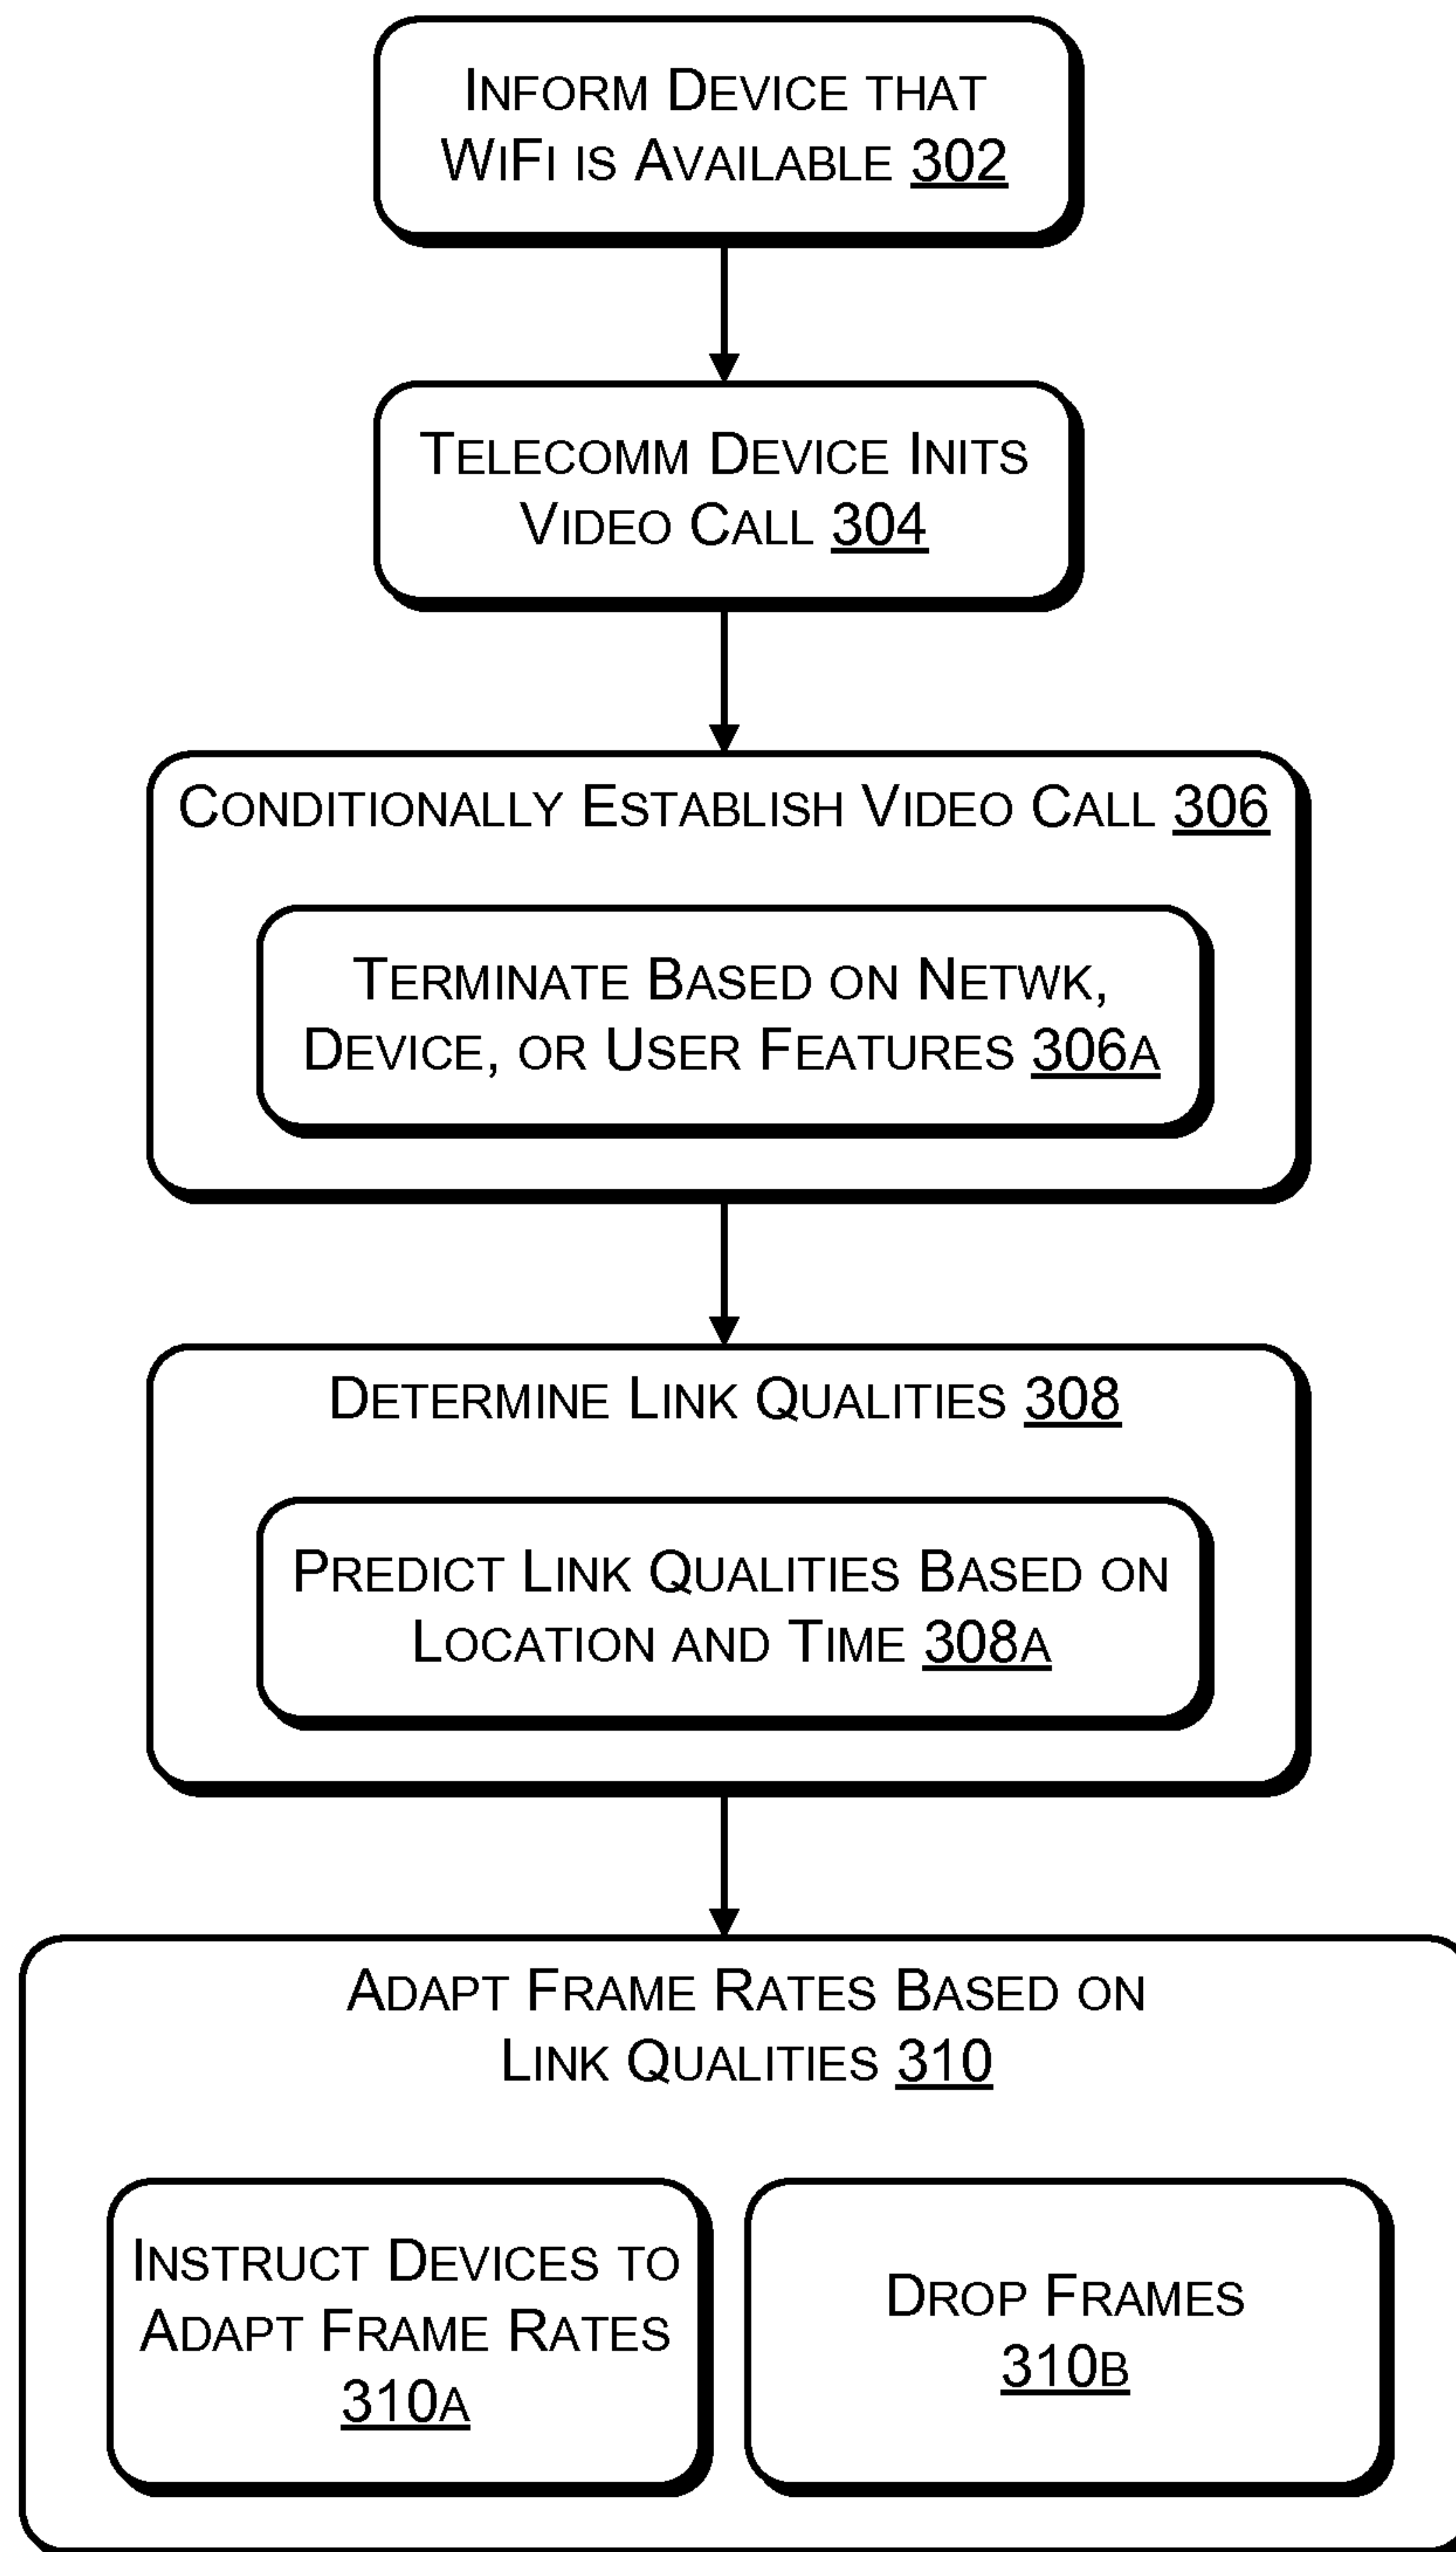 INFORM DEVICE THAT
WIFI IS AVAILABLE 302
TELECOMM DEVICE INITS
VIDEO CALL 304
CONDITIONALLY ESTABLISH VIDEO CALL 306
TERMINATE BASED ON NETWK,
DEVICE, OR USER FEATURES 306A
DETERMINE LINK QUALITIES 308
PREDICT LINK QUALITIES BASED ON
LOCATION AND TIME 308A
ADAPT FRAME RATES BASED ON
LINK QUALITIES 310
INSTRUCT DEVICES TO
ADAPT FRAME RATES
310A
DROP FRAMES
310B